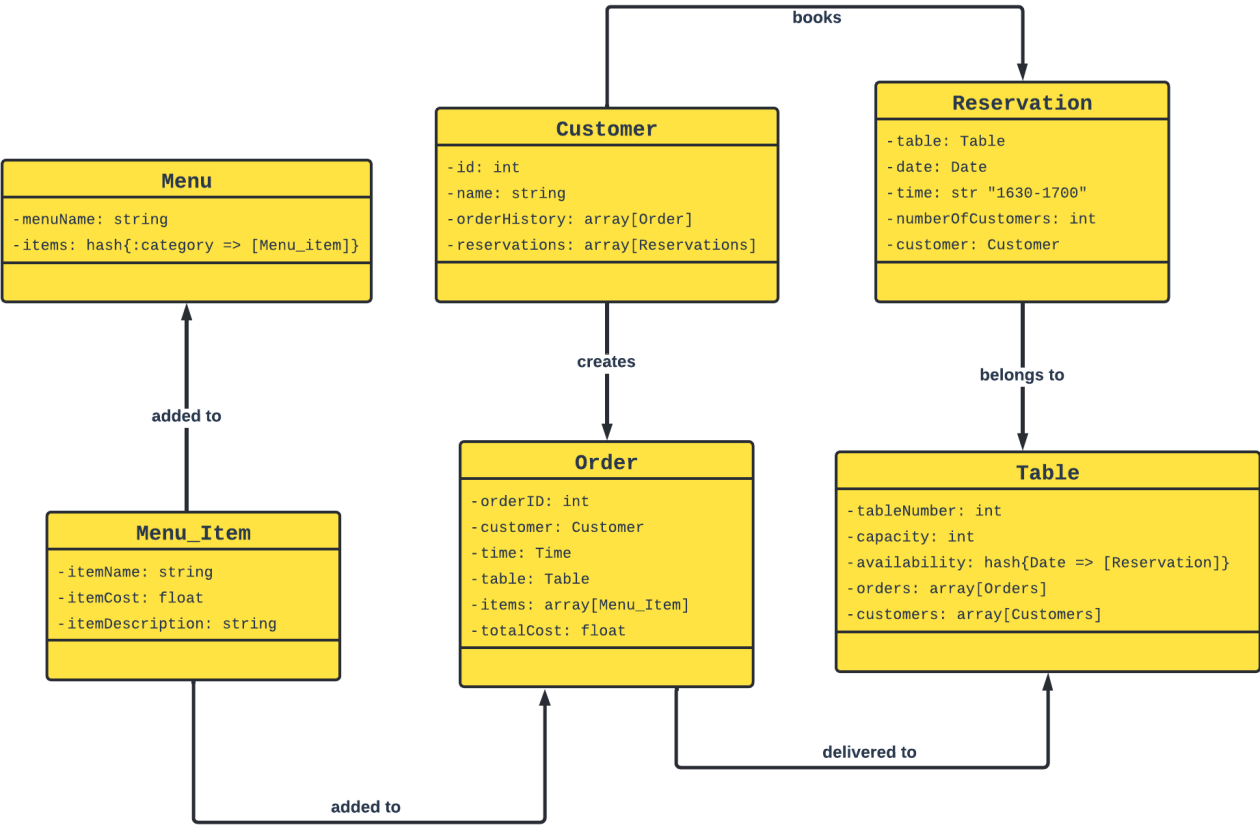 books
Customer
-id: int
-name: string
-orderHistory: array[Order]
-reservations: array[Reservations]
Reservation
-table: Table
-date: Date
-time: str "1630-1700"
-numberOfCustomers: int
-customer: Customer
Menu
-menuName: string
-items: hash{:category => [Menu_item]}
creates
belongs to
added to
Menu_Item
-itemName: string
-itemCost: float
-itemDescription: string
Order
-orderID: int
-customer: Customer
-time: Time
-table: Table
-items: array[Menu_Item]
-totalCost: float
Table
-tableNumber: int
-capacity: int
-availability: hash{Date => [Reservation]}
-orders: array[Orders]
-customers: array[Customers]
delivered to
added to